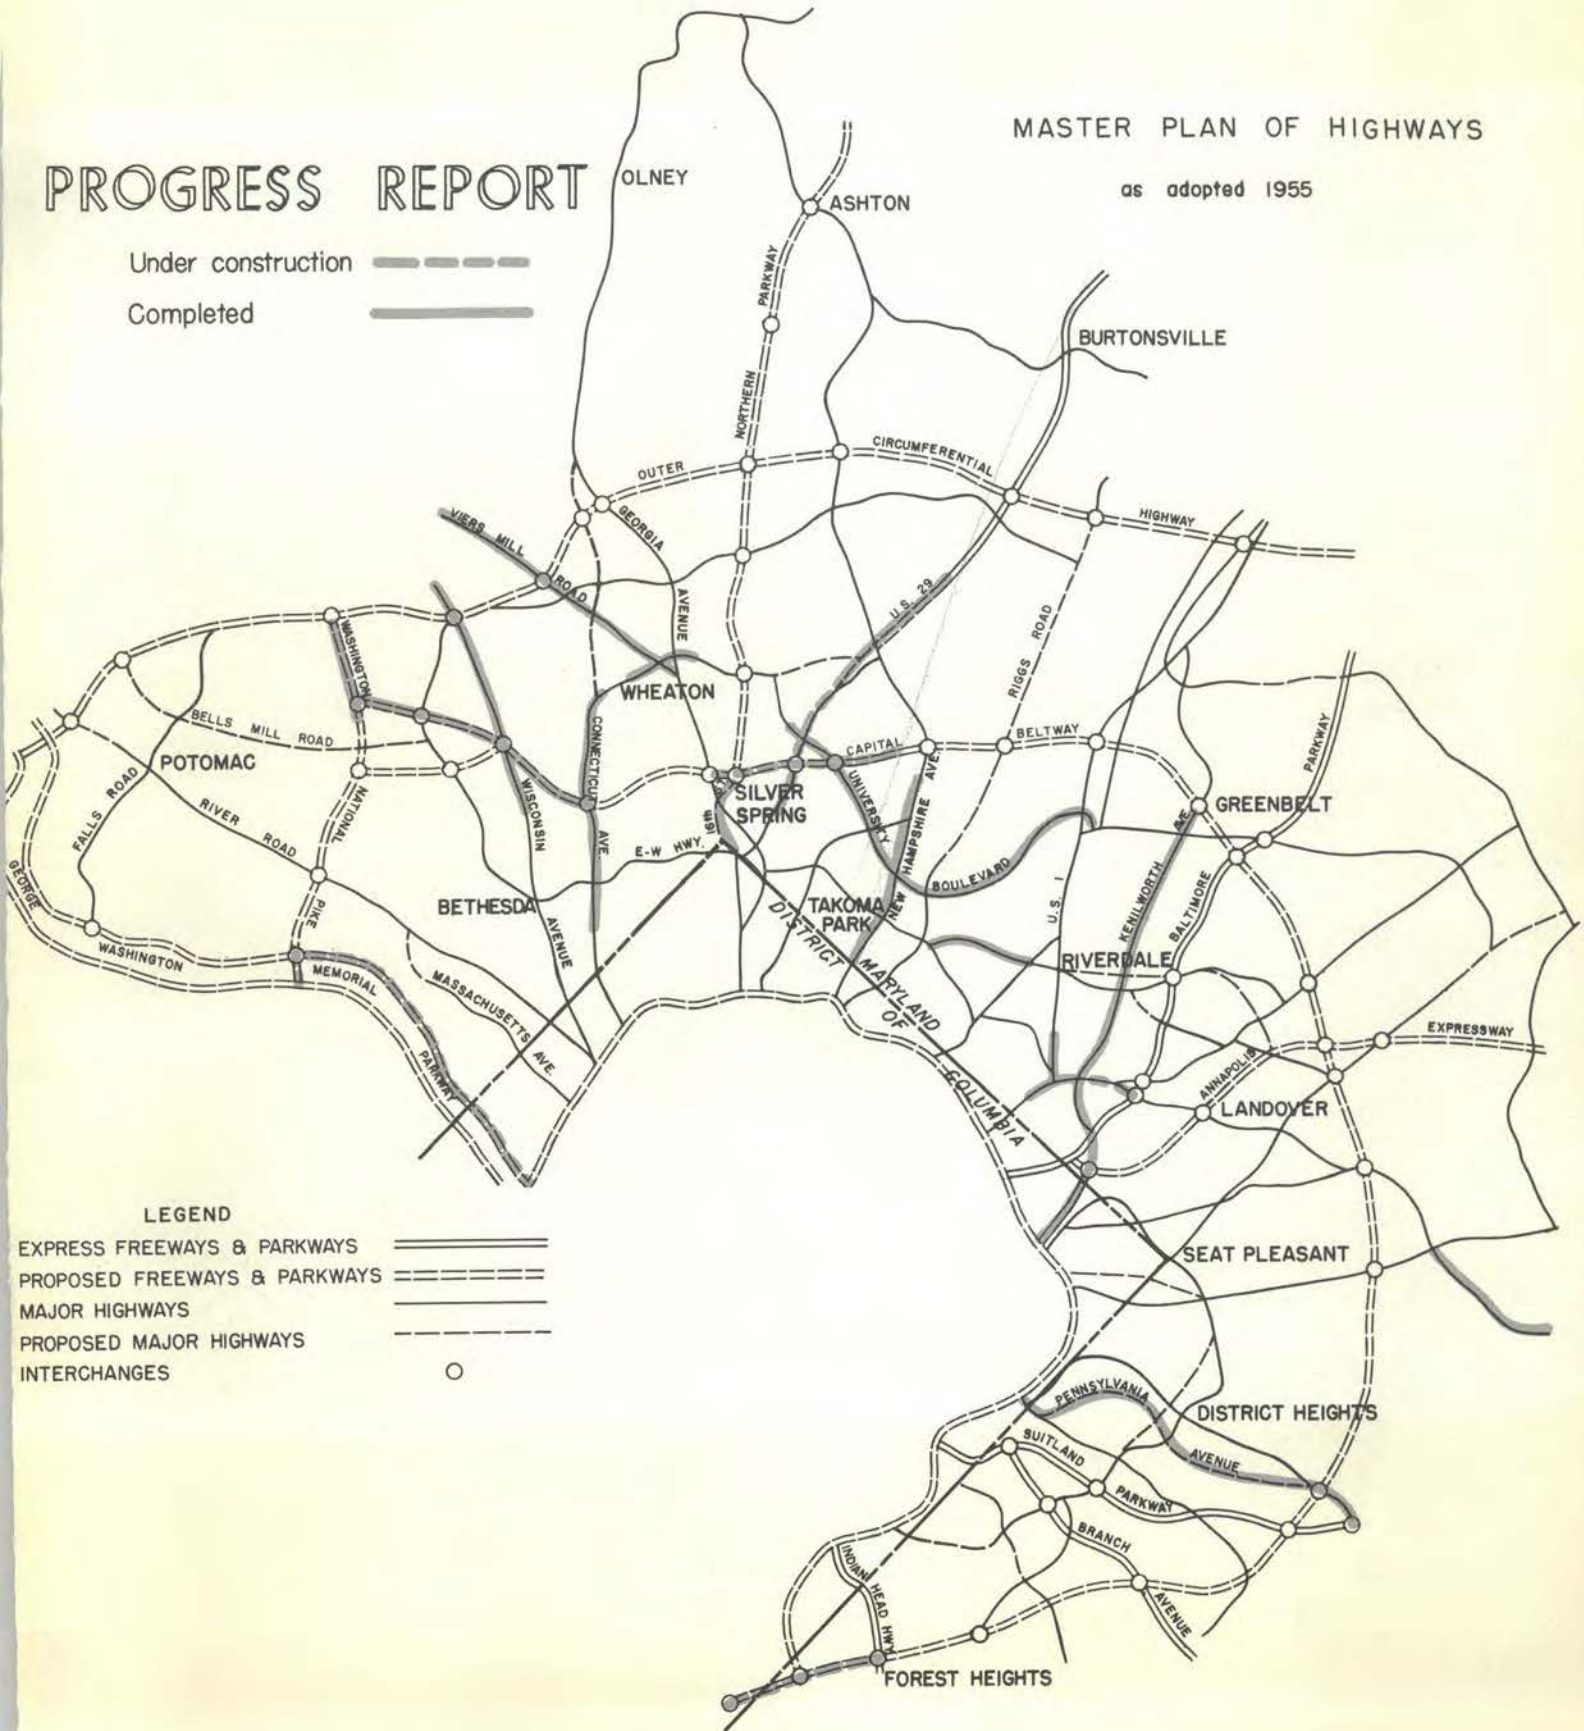 MASTER PLAN OF HIGHWAYS
as adopted 1955
PROGRESS REPORT
Under construction
Completed
OLNEY
ASHTON
PARKWAY
NORTHERN
BURTONSVILLE
OUTER
CIRCUMFERENTIAL
HIGHWAY
VIERS MILL
ROAD
GEORGIA
AVENUE
U.S. 29
RIGGS ROAD
WASHINGTON
WHEATON
BELLS MILL ROAD
POTOMAC
CONNECTICUT
AVE.
CAPITAL
BELTWAY
PARKWAY
FALLS ROAD
RIVER ROAD
NATIONAL
PIKE
WISCONSIN
AVENUE
16th
ST.
SILVER
SPRING
UNIVERSITY
BOULEVARD
NEW HAMPSHIRE AVE.
GREENBELT
E-W HWY.
GEORGE
WASHINGTON
MEMORIAL
PARKWAY
BETHESDA
MASSACHUSETTS AVE.
TAKOMA
PARK
U.S. 1
KENILWORTH
AVE.
BALTIMORE
RIVERDALE
DISTRICT
OF
COLUMBIA
MARYLAND
EXPRESSWAY
ANNAPOLIS
LANDOVER
SEAT PLEASANT
LEGEND
EXPRESS FREEWAYS & PARKWAYS
PROPOSED FREEWAYS & PARKWAYS
MAJOR HIGHWAYS
PROPOSED MAJOR HIGHWAYS
INTERCHANGES
PENNSYLVANIA
AVENUE
DISTRICT HEIGHTS
SUITLAND
PARKWAY
BRANCH
AVENUE
INDIAN HEAD HWY.
FOREST HEIGHTS